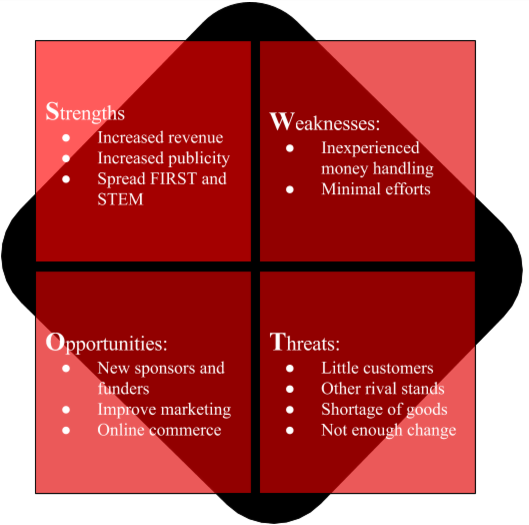 Strengths
● Increased revenue
● Increased publicity
● Spread FIRST and
STEM
Weaknesses:
● Inexperienced
money handling
● Minimal efforts
Opportunities:
● New sponsors and
funders
● Improve marketing
● Online commerce
Threats:
● Little customers
● Other rival stands
● Shortage of goods
● Not enough change